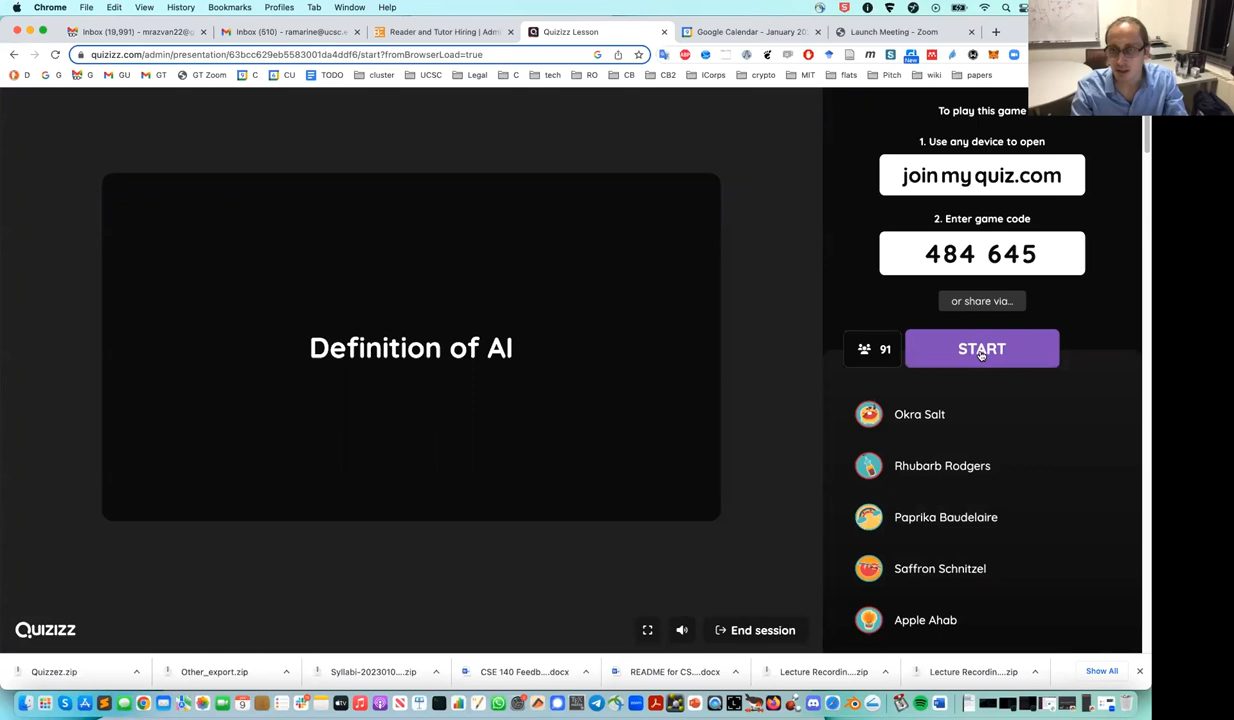 Chrome File Edit View History Bookmarks Profiles Tab Window Help
Inbox (19,991) – mrazvan22@g
Inbox (510) – ramarine@ucsc.e
Reader and Tutor Hiring | Adm
Quizizz Lesson
Google Calendar - January 20
Launch Meeting - Zoom
quizizz.com/admin/presentation/63bcc629eb5583001da4ddf6/start?fromBrowserLoad=true
D G G G GU GT GT Zoom C CU TODO cluster UCSC Legal C tech RO CB CB2 ICorps crypto MIT flats Pitch wiki papers
To play this game
1. Use any device to open
joinmyquiz.com
2. Enter game code
484 645
or share via...
91
START
Definition of AI
Okra Salt
Rhubarb Rodgers
Paprika Baudelaire
Saffron Schnitzel
Apple Ahab
Quizizz
End session
Quizzez.zip
Other_export.zip
Syllabi-2023010....zip
CSE 140 Feedb....docx
README for CS....docx
Lecture Recordin....zip
Lecture Recordin....zip
Show All